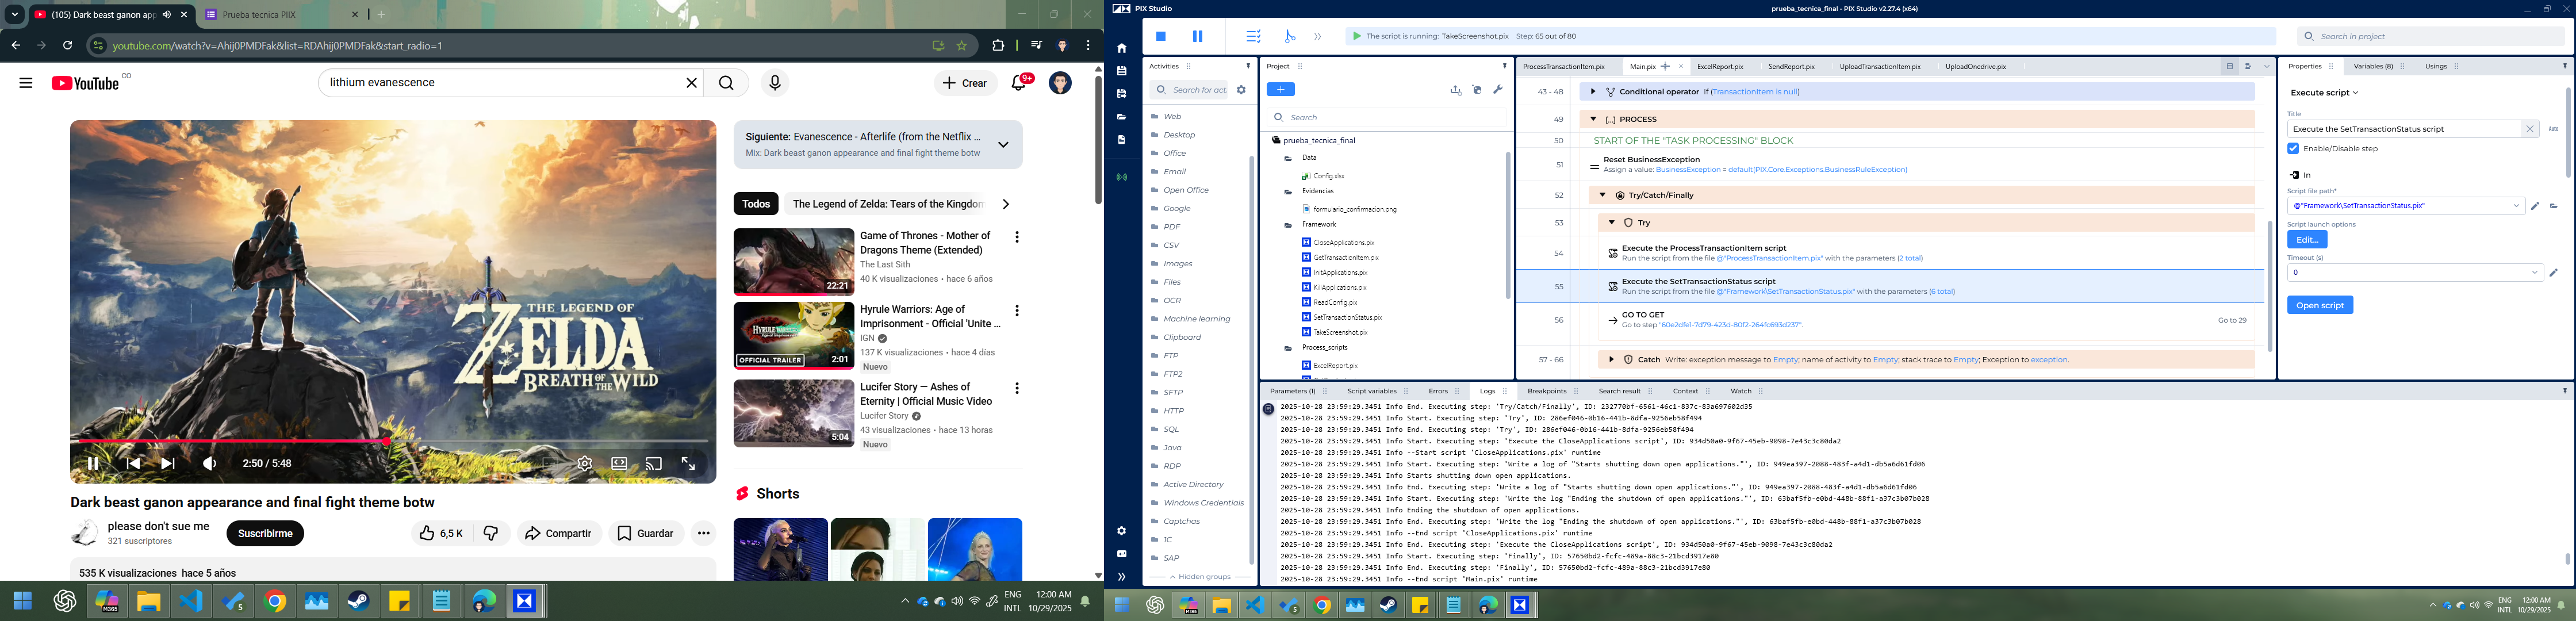 (105) Dark beast ganon app
Prueba tecnica PIIX
youtube.com/watch?v=Ahij0PMDFak&list=RDAhij0PMDFak&start_radio=1
YouTube CO
lithium evanescence
Crear
9+
THE LEGEND OF
ZELDA
BREATH OF THE WILD
2:50 / 5:48
Dark beast ganon appearance and final fight theme botw
please don't sue me
321 suscriptores
Suscribirme
6,5 K
Compartir
Guardar
535 K visualizaciones hace 5 años
Siguiente: Evanescence - Afterlife (from the Netflix ...
Mix: Dark beast ganon appearance and final fight theme botw
Todos
The Legend of Zelda: Tears of the Kingdom
22:21
Game of Thrones - Mother of
Dragons Theme (Extended)
The Last Sith
40 K visualizaciones • hace 6 años
HYRULE WARRIORS
OFFICIAL TRAILER
2:01
Hyrule Warriors: Age of
Imprisonment - Official 'Unite ...
IGN
137 K visualizaciones • hace 4 días
Nuevo
5:04
Lucifer Story — Ashes of
Eternity | Official Music Video
Lucifer Story
43 visualizaciones • hace 13 horas
Nuevo
Shorts
M365
5
ENG
INTL
12:00 AM
10/29/2025
PIX Studio
prueba_tecnica_final - PIX Studio v2.27.4 (x64)
The script is running: TakeScreenshot.pix Step: 65 out of 80
Search in project
Activities
Search for act
Web
Desktop
Office
Email
Open Office
Google
PDF
CSV
Images
Files
OCR
Machine learning
Clipboard
FTP
FTP2
SFTP
HTTP
SQL
Java
RDP
Active Directory
Windows Credentials
Captchas
1C
SAP
Hidden groups
Project
Search
prueba_tecnica_final
Data
Config.xlsx
Evidencias
formulario_confirmacion.png
Framework
CloseApplications.pix
GetTransactionItem.pix
InitApplications.pix
KillApplications.pix
ReadConfig.pix
SetTransactionStatus.pix
TakeScreenshot.pix
Process_scripts
ExcelReport.pix
ProcessTransactionItem.pix
Main.pix
ExcelReport.pix
SendReport.pix
UploadTransactionItem.pix
UploadOnedrive.pix
43 - 48 Conditional operator If (TransactionItem is null)
49 [...] PROCESS
50 START OF THE "TASK PROCESSING" BLOCK
51 Reset BusinessException
Assign a value: BusinessException = default(PIX.Core.Exceptions.BusinessRuleException)
52 Try/Catch/Finally
53 Try
54 Execute the ProcessTransactionItem script
Run the script from the file @"ProcessTransactionItem.pix" with the parameters (2 total)
55 Execute the SetTransactionStatus script
Run the script from the file @"Framework\SetTransactionStatus.pix" with the parameters (6 total)
56 GO TO GET
Go to step "60e2dfe1-7d79-423d-80f2-264fc693d237".
Go to 29
57 - 66 Catch Write: exception message to Empty; name of activity to Empty; stack trace to Empty; Exception to exception.
Properties
Variables (8)
Usings
Execute script
Title
Execute the SetTransactionStatus script
Enable/Disable step
In
Script file path*
@"Framework\SetTransactionStatus.pix"
Script launch options
Edit...
Timeout (s)
0
Open script
Parameters (1)
Script variables
Errors
Logs
Breakpoints
Search result
Context
Watch
2025-10-28 23:59:29.3451 Info End. Executing step: 'Try/Catch/Finally', ID: 232770bf-6561-46c1-837c-83a697602d35
2025-10-28 23:59:29.3451 Info Start. Executing step: 'Try', ID: 286ef046-0b16-441b-8dfa-9256eb58f494
2025-10-28 23:59:29.3451 Info End. Executing step: 'Try', ID: 286ef046-0b16-441b-8dfa-9256eb58f494
2025-10-28 23:59:29.3451 Info Start. Executing step: 'Execute the CloseApplications script', ID: 934d50a0-9f67-45eb-9098-7e43c3c80da2
2025-10-28 23:59:29.3451 Info --Start script 'CloseApplications.pix' runtime
2025-10-28 23:59:29.3451 Info Start. Executing step: 'Write a log of "Starts shutting down open applications."', ID: 949ea397-2088-483f-a4d1-db5a6d61fd06
2025-10-28 23:59:29.3451 Info Starts shutting down open applications.
2025-10-28 23:59:29.3451 Info End. Executing step: 'Write a log of "Starts shutting down open applications."', ID: 949ea397-2088-483f-a4d1-db5a6d61fd06
2025-10-28 23:59:29.3451 Info Start. Executing step: 'Write the log "Ending the shutdown of open applications."', ID: 63baf5fb-e0bd-448b-88f1-a37c3b07b028
2025-10-28 23:59:29.3451 Info Ending the shutdown of open applications.
2025-10-28 23:59:29.3451 Info End. Executing step: 'Write the log "Ending the shutdown of open applications."', ID: 63baf5fb-e0bd-448b-88f1-a37c3b07b028
2025-10-28 23:59:29.3451 Info --End script 'CloseApplications.pix' runtime
2025-10-28 23:59:29.3451 Info End. Executing step: 'Execute the CloseApplications script', ID: 934d50a0-9f67-45eb-9098-7e43c3c80da2
2025-10-28 23:59:29.3451 Info Start. Executing step: 'Finally', ID: 57650bd2-fcfc-489a-88c3-21bcd3917e80
2025-10-28 23:59:29.3451 Info End. Executing step: 'Finally', ID: 57650bd2-fcfc-489a-88c3-21bcd3917e80
2025-10-28 23:59:29.3451 Info --End script 'Main.pix' runtime
ENG
INTL
12:00 AM
10/29/2025